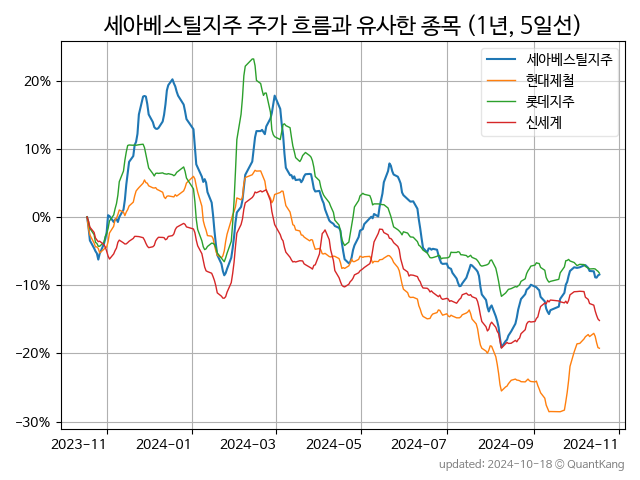 세아베스틸지주 주가 흐름과 유사한 종목 (1년, 5일선)
세아베스틸지주
현대제철
롯데지주
신세계
20%
10%
0%
−10%
−20%
−30%
2023-11 2024-01 2024-03 2024-05 2024-07 2024-09 2024-11
updated: 2024-10-18 © QuantKang